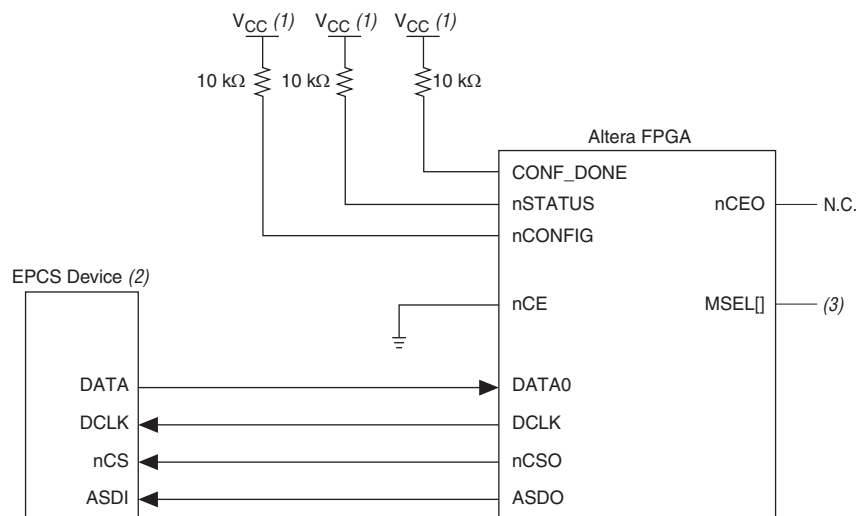 VCC (1) VCC (1) VCC (1)
10 kΩ 10 kΩ 10 kΩ
Altera FPGA
CONF_DONE
nSTATUS nCEO N.C.
nCONFIG
EPCS Device (2)
nCE MSEL[] (3)
DATA DATA0
DCLK DCLK
nCS nCSO
ASDI ASDO